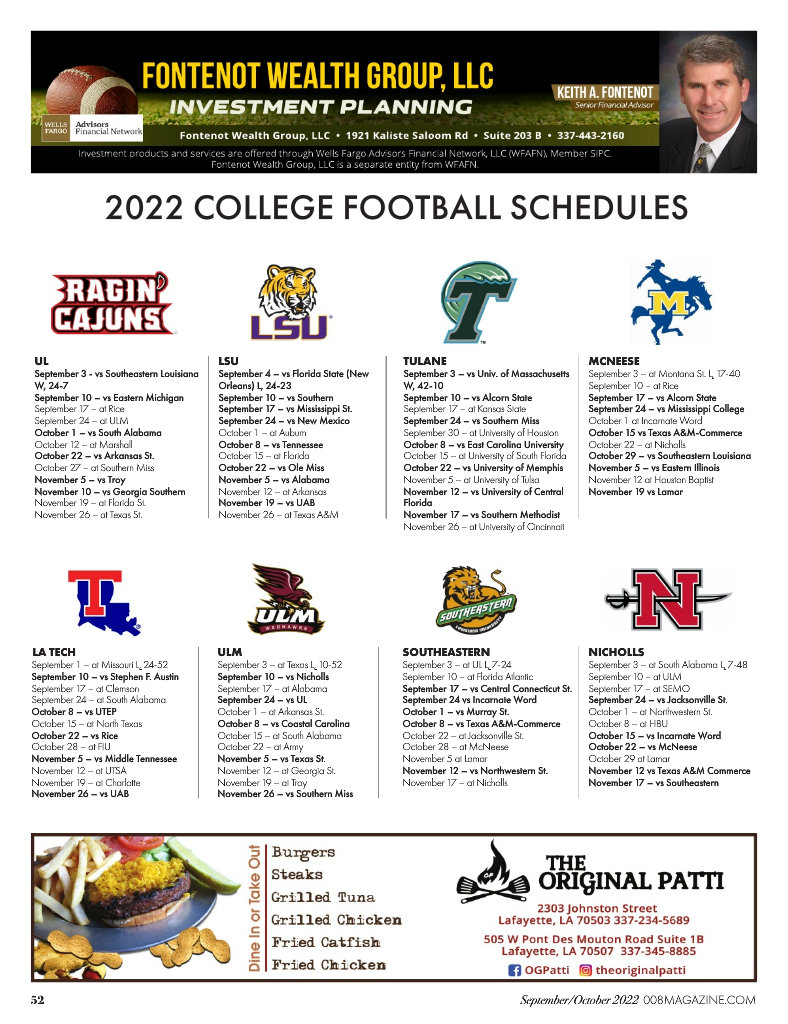 FONTENOT WEALTH GROUP, LLC
INVESTMENT PLANNING
KEITH A. FONTENOT
Senior Financial Advisor
WELLS FARGO
Advisors
Financial Network
Fontenot Wealth Group, LLC • 1921 Kaliste Saloom Rd • Suite 203 B • 337-443-2160
Investment products and services are offered through Wells Fargo Advisors Financial Network, LLC (WFAFN), Member SIPC.
Fontenot Wealth Group, LLC is a separate entity from WFAFN.
2022 COLLEGE FOOTBALL SCHEDULES
RAGIN'
CAJUNS
UL
September 3 - vs Southeastern Louisiana
W, 24-7
September 10 – vs Eastern Michigan
September 17 – at Rice
September 24 – at ULM
October 1 – vs South Alabama
October 12 – at Marshall
October 22 – vs Arkansas St.
October 27 – at Southern Miss
November 5 – vs Troy
November 10 – vs Georgia Southern
November 19 – at Florida St.
November 26 – at Texas St.
LSU
LSU
September 4 – vs Florida State (New
Orleans) L, 24-23
September 10 – vs Southern
September 17 – vs Mississippi St.
September 24 – vs New Mexico
October 1 – at Auburn
October 8 – vs Tennessee
October 15 – at Florida
October 22 – vs Ole Miss
November 5 – vs Alabama
November 12 – at Arkansas
November 19 – vs UAB
November 26 – at Texas A&M
T
TULANE
September 3 – vs Univ. of Massachusetts
W, 42-10
September 10 – vs Alcorn State
September 17 – at Kansas State
September 24 – vs Southern Miss
September 30 – at University of Houston
October 8 – vs East Carolina University
October 15 – at University of South Florida
October 22 – vs University of Memphis
November 5 – at University of Tulsa
November 12 – vs University of Central
Florida
November 17 – vs Southern Methodist
November 26 – at University of Cincinnati
M
MCNEESE
September 3 – at Montana St. L, 17-40
September 10 – at Rice
September 17 – vs Alcorn State
September 24 – vs Mississippi College
October 1 at Incarnate Word
October 15 vs Texas A&M-Commerce
October 22 – at Nicholls
October 29 – vs Southeastern Louisiana
November 5 – vs Eastern Illinois
November 12 at Houston Baptist
November 19 vs Lamar
T
LA TECH
September 1 – at Missouri L, 24-52
September 10 – vs Stephen F. Austin
September 17 – at Clemson
September 24 – at South Alabama
October 8 – vs UTEP
October 15 – at North Texas
October 22 – vs Rice
October 28 – at FIU
November 5 – vs Middle Tennessee
November 12 – at UTSA
November 19 – at Charlotte
November 26 – vs UAB
ULM
WARHAWKS
ULM
September 3 – at Texas L, 10-52
September 10 – vs Nicholls
September 17 – at Alabama
September 24 – vs UL
October 1 – at Arkansas St.
October 8 – vs Coastal Carolina
October 15 – at South Alabama
October 22 – at Army
November 5 – vs Texas St.
November 12 – at Georgia St.
November 19 – at Troy
November 26 – vs Southern Miss
SOUTHEASTERN
LOUISIANA UNIVERSITY
SOUTHEASTERN
September 3 – at UL L, 7-24
September 10 – at Florida Atlantic
September 17 – vs Central Connecticut St.
September 24 vs Incarnate Word
October 1 – vs Murray St.
October 8 – vs Texas A&M-Commerce
October 22 – at Jacksonville St.
October 28 – at McNeese
November 5 at Lamar
November 12 – vs Northwestern St.
November 17 – at Nicholls
N
NICHOLLS
September 3 – at South Alabama L, 7-48
September 10 – at ULM
September 17 – at SEMO
September 24 – vs Jacksonville St.
October 1 – at Northwestern St.
October 8 – at HBU
October 15 – vs Incarnate Word
October 22 – vs McNeese
October 29 at Lamar
November 12 vs Texas A&M Commerce
November 17 – vs Southeastern
Dine In or Take Out
Burgers
Steaks
Grilled Tuna
Grilled Chicken
Fried Catfish
Fried Chicken
THE
ORIGINAL PATTI
2303 Johnston Street
Lafayette, LA 70503 337-234-5689
505 W Pont Des Mouton Road Suite 1B
Lafayette, LA 70507 337-345-8885
OGPatti theoriginalpatti
52
September/October 2022 008MAGAZINE.COM